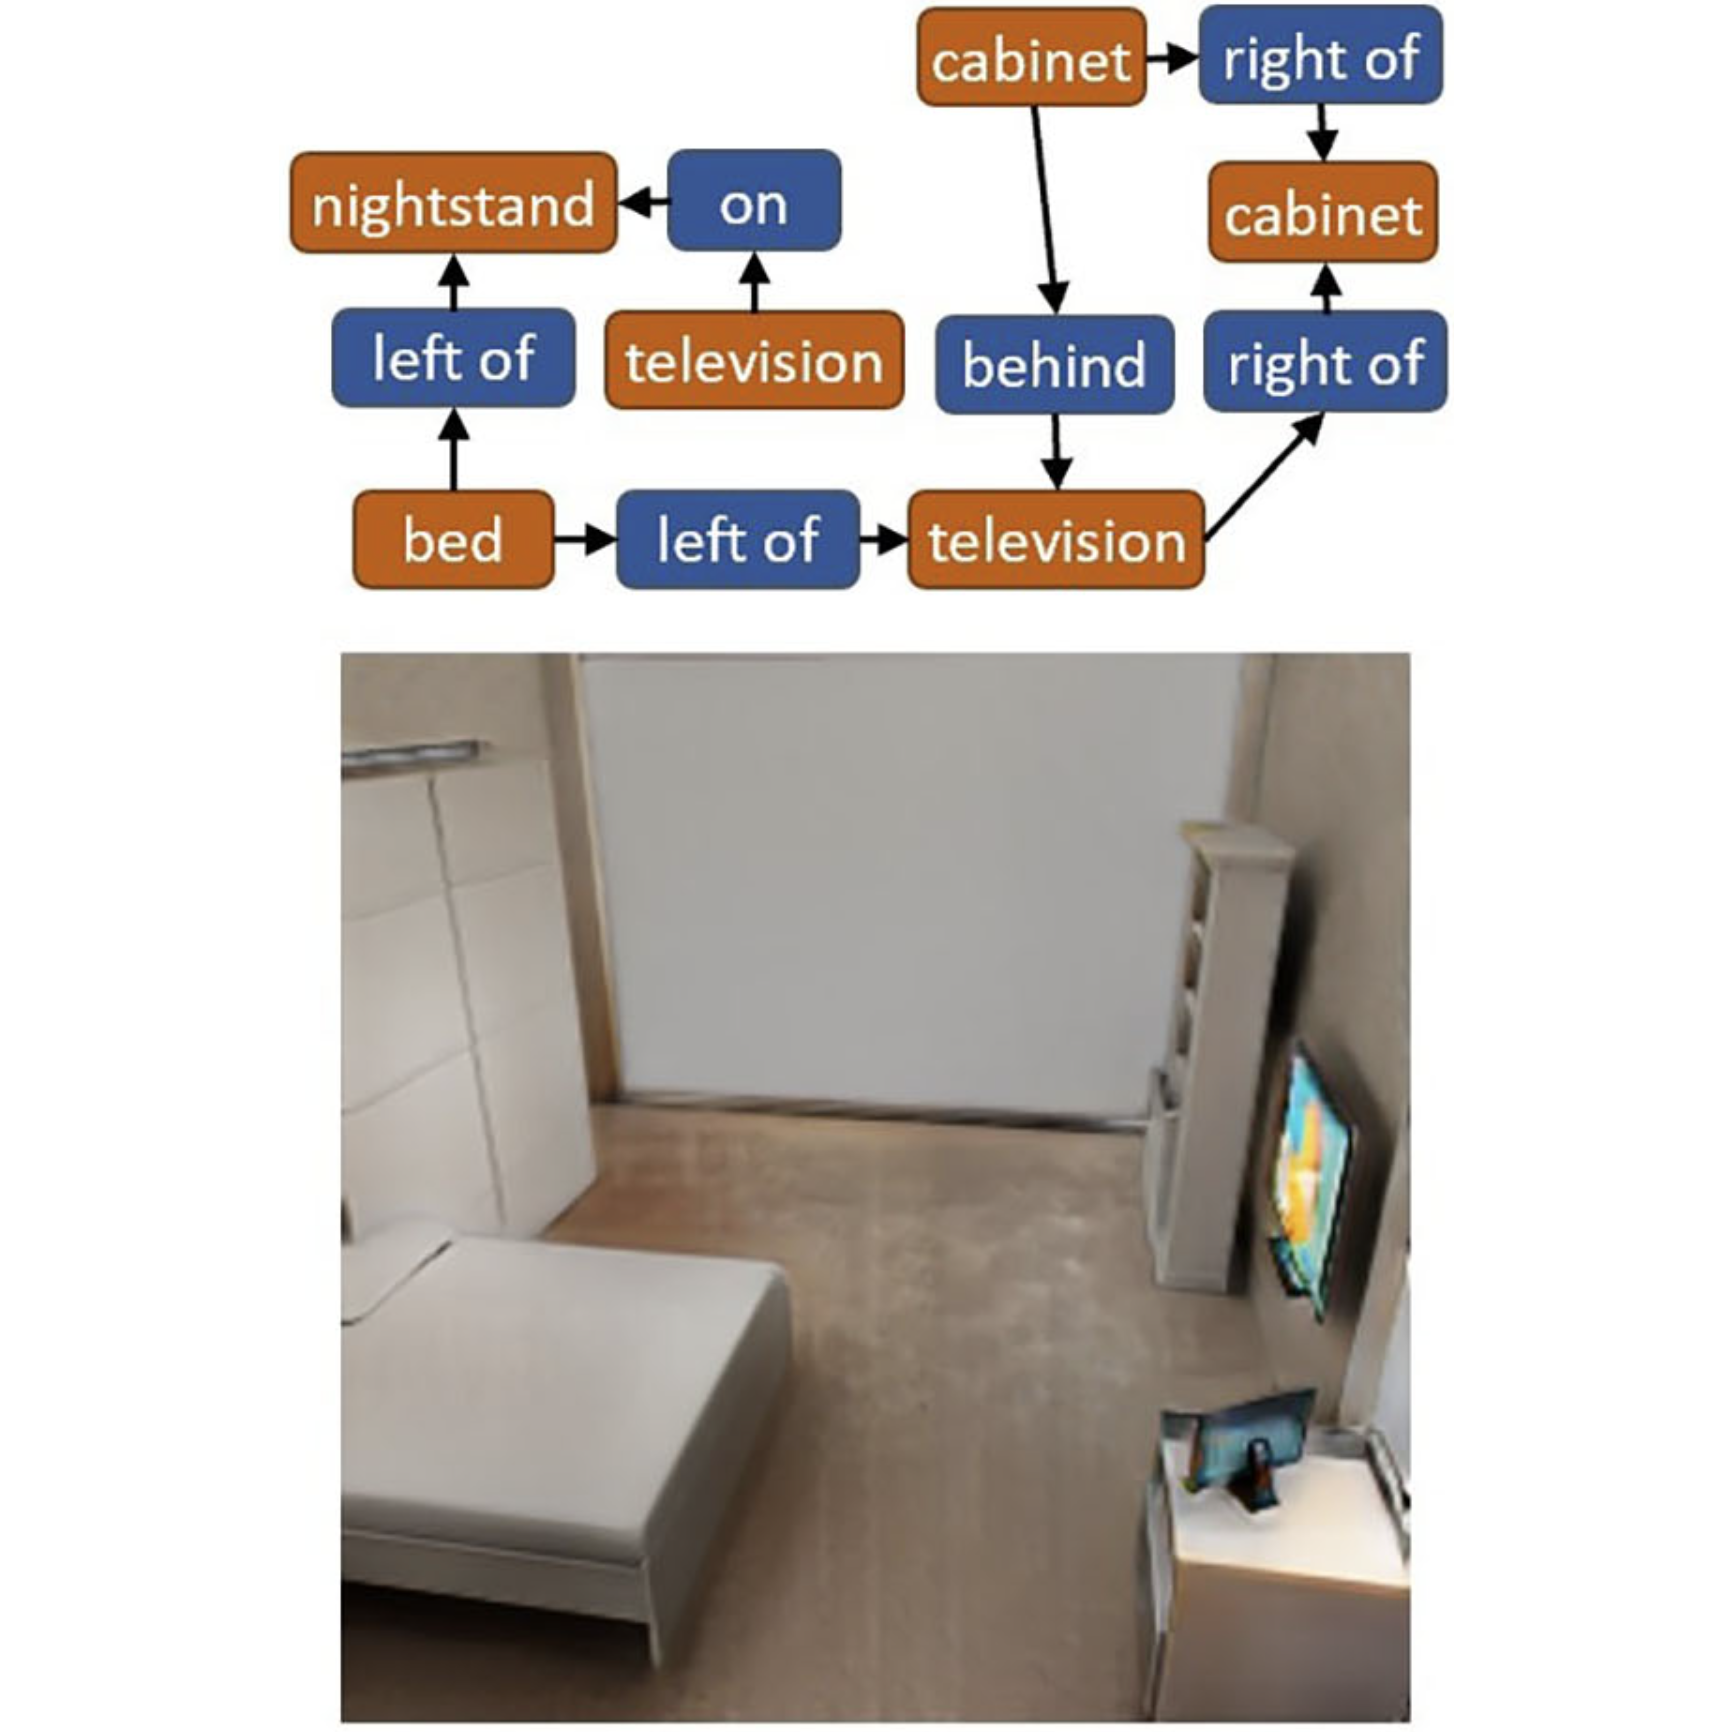 cabinet
right of
nightstand
on
cabinet
left of
television
behind
right of
bed
left of
television